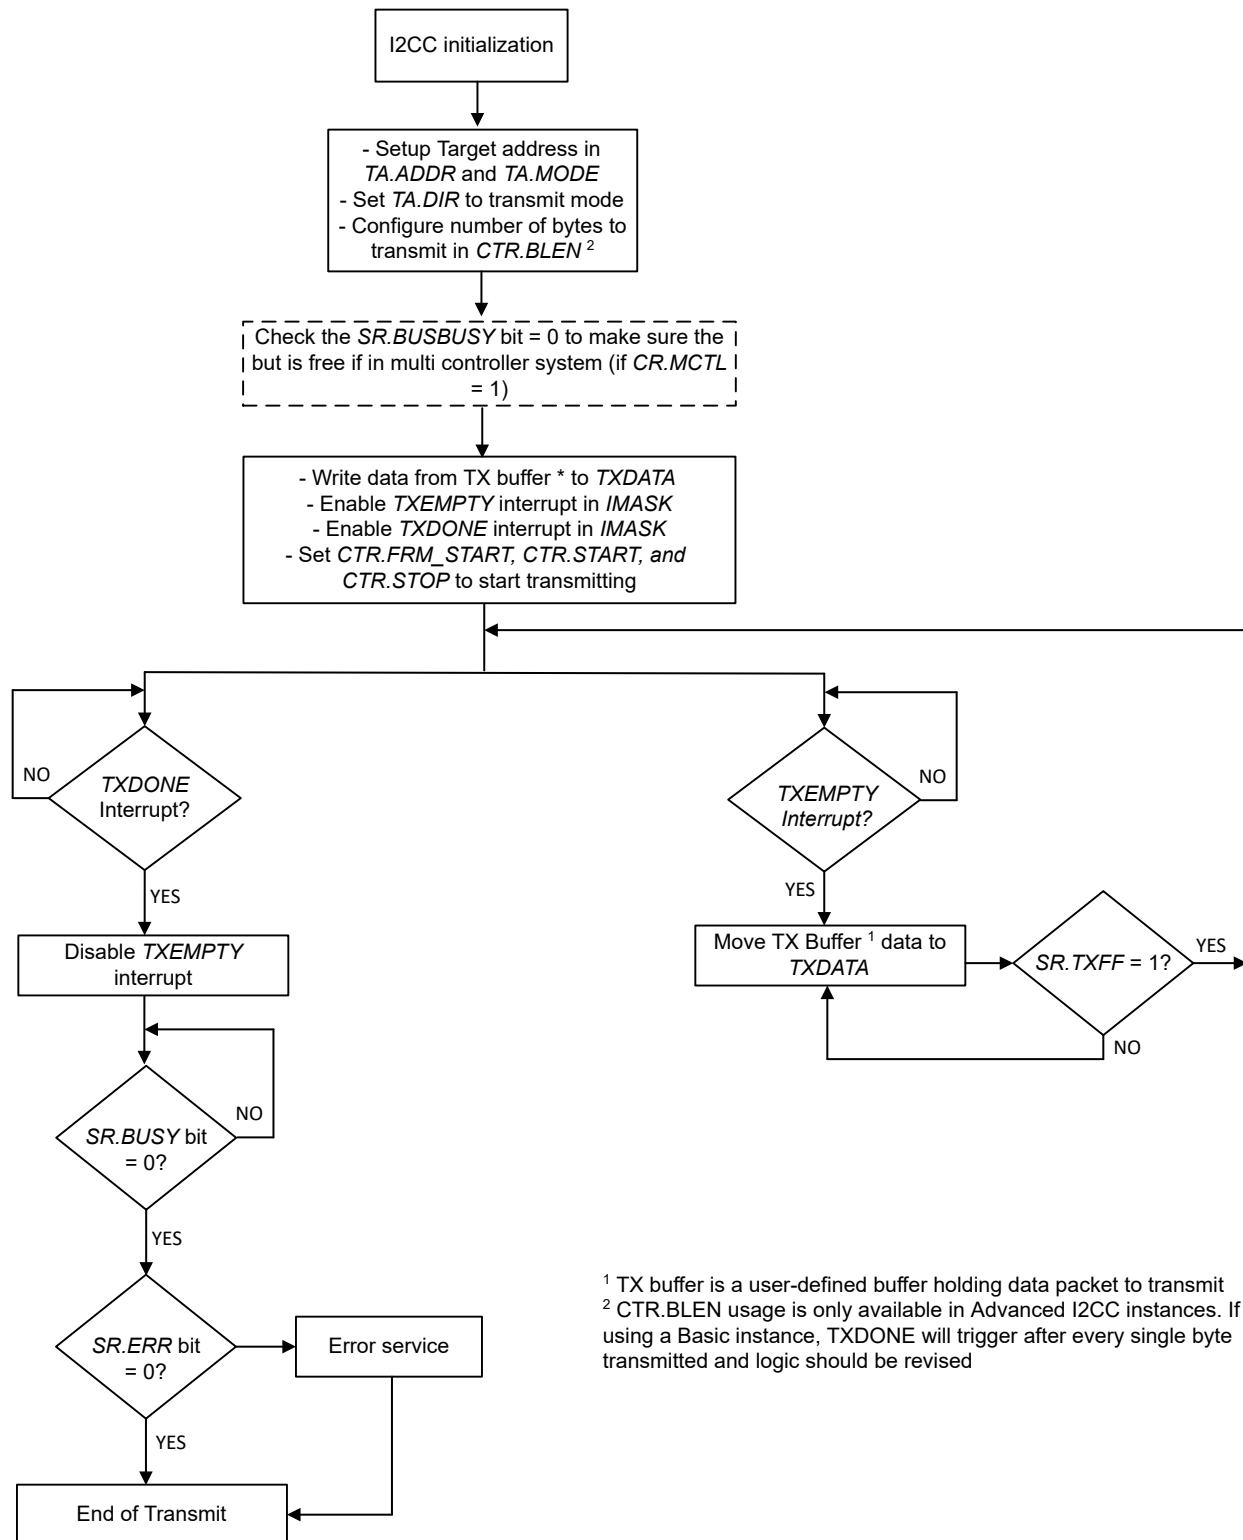 I2CC initialization
- Setup Target address in
TA.ADDR and TA.MODE
- Set TA.DIR to transmit mode
- Configure number of bytes to
transmit in CTR.BLEN ²
Check the SR.BUSBUSY bit = 0 to make sure the
but is free if in multi controller system (if CR.MCTL
= 1)
- Write data from TX buffer * to TXDATA
- Enable TXEMPTY interrupt in IMASK
- Enable TXDONE interrupt in IMASK
- Set CTR.FRM_START, CTR.START, and
CTR.STOP to start transmitting
NO
TXDONE
Interrupt?
YES
Disable TXEMPTY
interrupt
NO
SR.BUSY bit
= 0?
YES
SR.ERR bit
= 0?
Error service
YES
End of Transmit
NO
TXEMPTY
Interrupt?
YES
Move TX Buffer ¹ data to
TXDATA
SR.TXFF = 1?
YES
NO
¹ TX buffer is a user-defined buffer holding data packet to transmit
² CTR.BLEN usage is only available in Advanced I2CC instances. If
using a Basic instance, TXDONE will trigger after every single byte
transmitted and logic should be revised